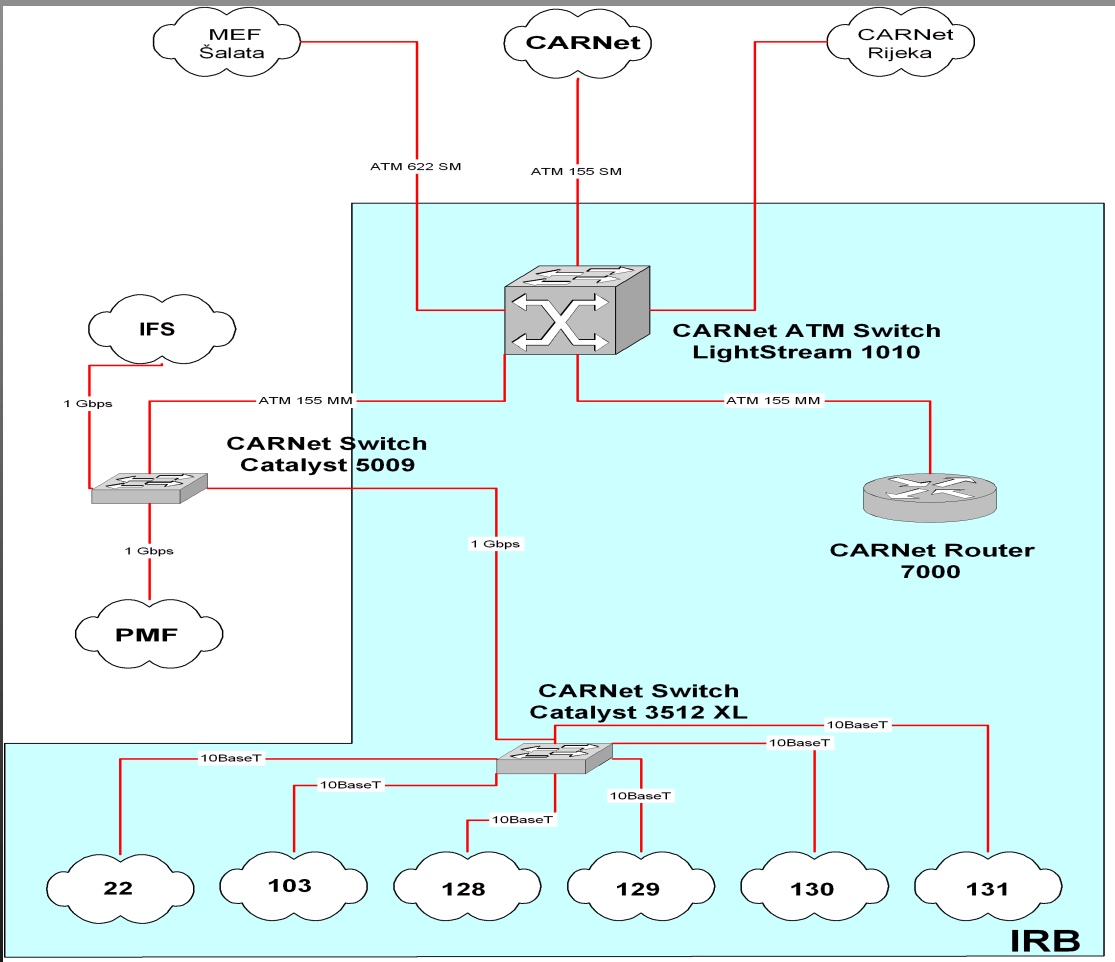 MEF
Šalata
CARNet
CARNet
Rijeka
ATM 622 SM
ATM 155 SM
IFS
CARNet ATM Switch
LightStream 1010
1 Gbps
ATM 155 MM
ATM 155 MM
CARNet Switch
Catalyst 5009
1 Gbps
1 Gbps
CARNet Router
7000
PMF
CARNet Switch
Catalyst 3512 XL
10BaseT
10BaseT
10BaseT
10BaseT
10BaseT
10BaseT
22
103
128
129
130
131
IRB